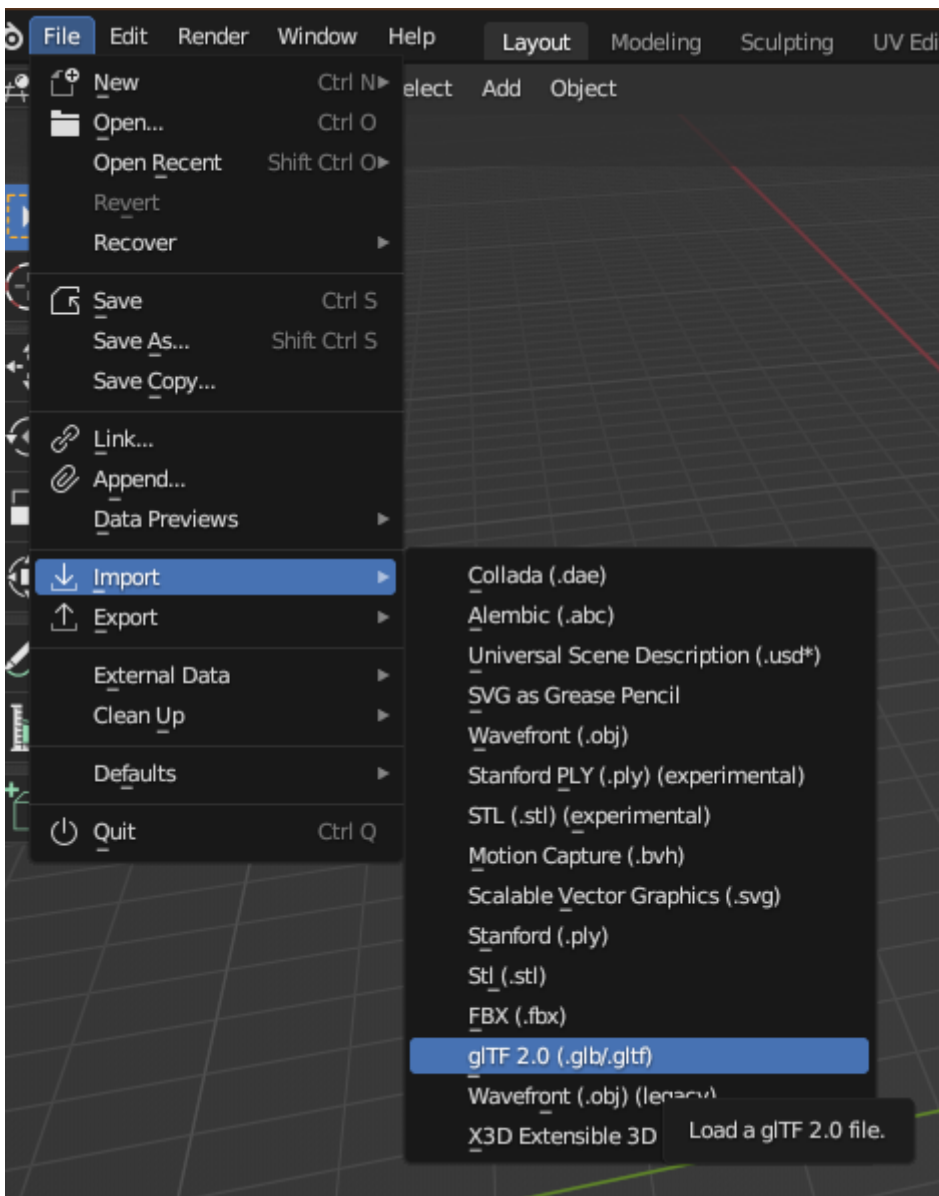 File Edit Render Window Help Layout Modeling Sculpting UV Edi
elect Add Object
New Ctrl N
Open... Ctrl O
Open Recent Shift Ctrl O
Revert
Recover
Save Ctrl S
Save As... Shift Ctrl S
Save Copy...
Link...
Append...
Data Previews
Import
Export
External Data
Clean Up
Defaults
Quit Ctrl Q
Collada (.dae)
Alembic (.abc)
Universal Scene Description (.usd*)
SVG as Grease Pencil
Wavefront (.obj)
Stanford PLY (.ply) (experimental)
STL (.stl) (experimental)
Motion Capture (.bvh)
Scalable Vector Graphics (.svg)
Stanford (.ply)
Stl (.stl)
FBX (.fbx)
glTF 2.0 (.glb/.gltf)
Wavefront (.obj) (legacy)
X3D Extensible 3D
Load a glTF 2.0 file.